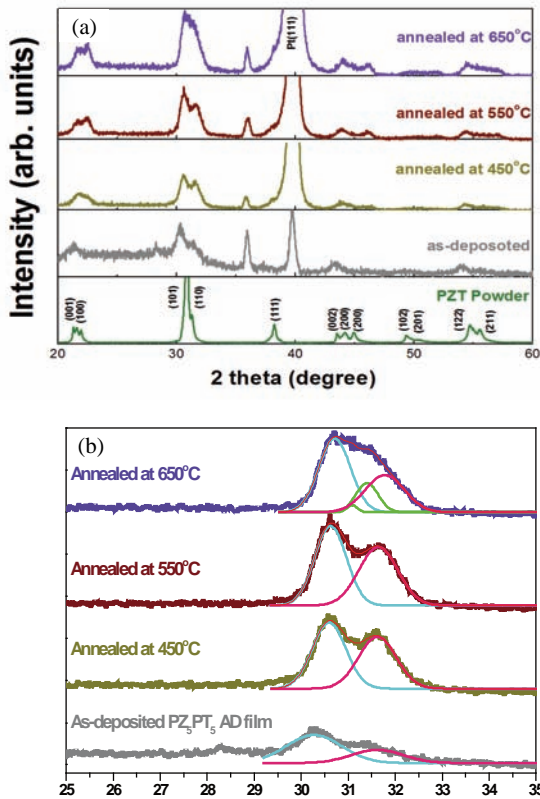 (a)
Intensity (arb. units)
annealed at 650°C
Pt(111)
annealed at 550°C
annealed at 450°C
as-deposoted
PZT Powder
(001)
(100)
(101)
(110)
(111)
(002)
(200)
(200)
(102)
(201)
(122)
(211)
20 30 40 50 60
2 theta (degree)
(b)
Annealed at 650°C
Annealed at 550°C
Annealed at 450°C
As-deposited PZ₅PT₅ AD film
25 26 27 28 29 30 31 32 33 34 35